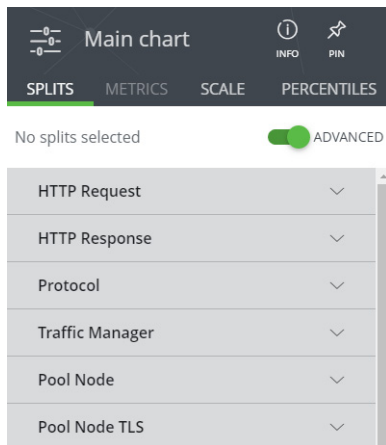 Main chart
INFO
PIN
SPLITS METRICS SCALE PERCENTILES
No splits selected
ADVANCED
HTTP Request
HTTP Response
Protocol
Traffic Manager
Pool Node
Pool Node TLS